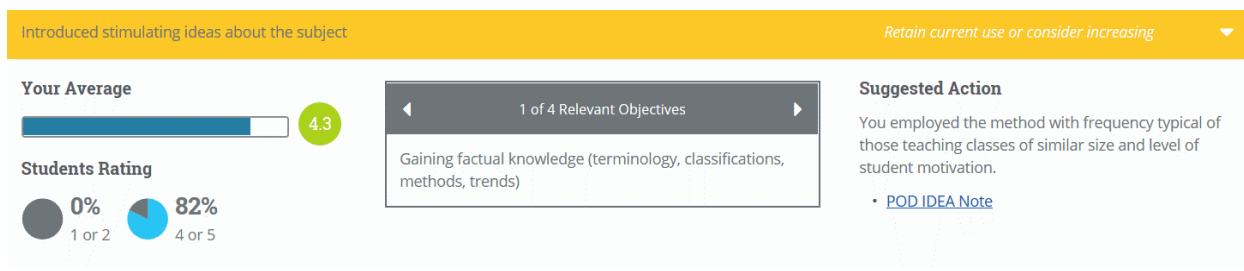 Introduced stimulating ideas about the subject
Retain current use or consider increasing
Your Average
4.3
Students Rating
0%
1 or 2
82%
4 or 5
1 of 4 Relevant Objectives
Gaining factual knowledge (terminology, classifications,
methods, trends)
Suggested Action
You employed the method with frequency typical of
those teaching classes of similar size and level of
student motivation.
• POD IDEA Note